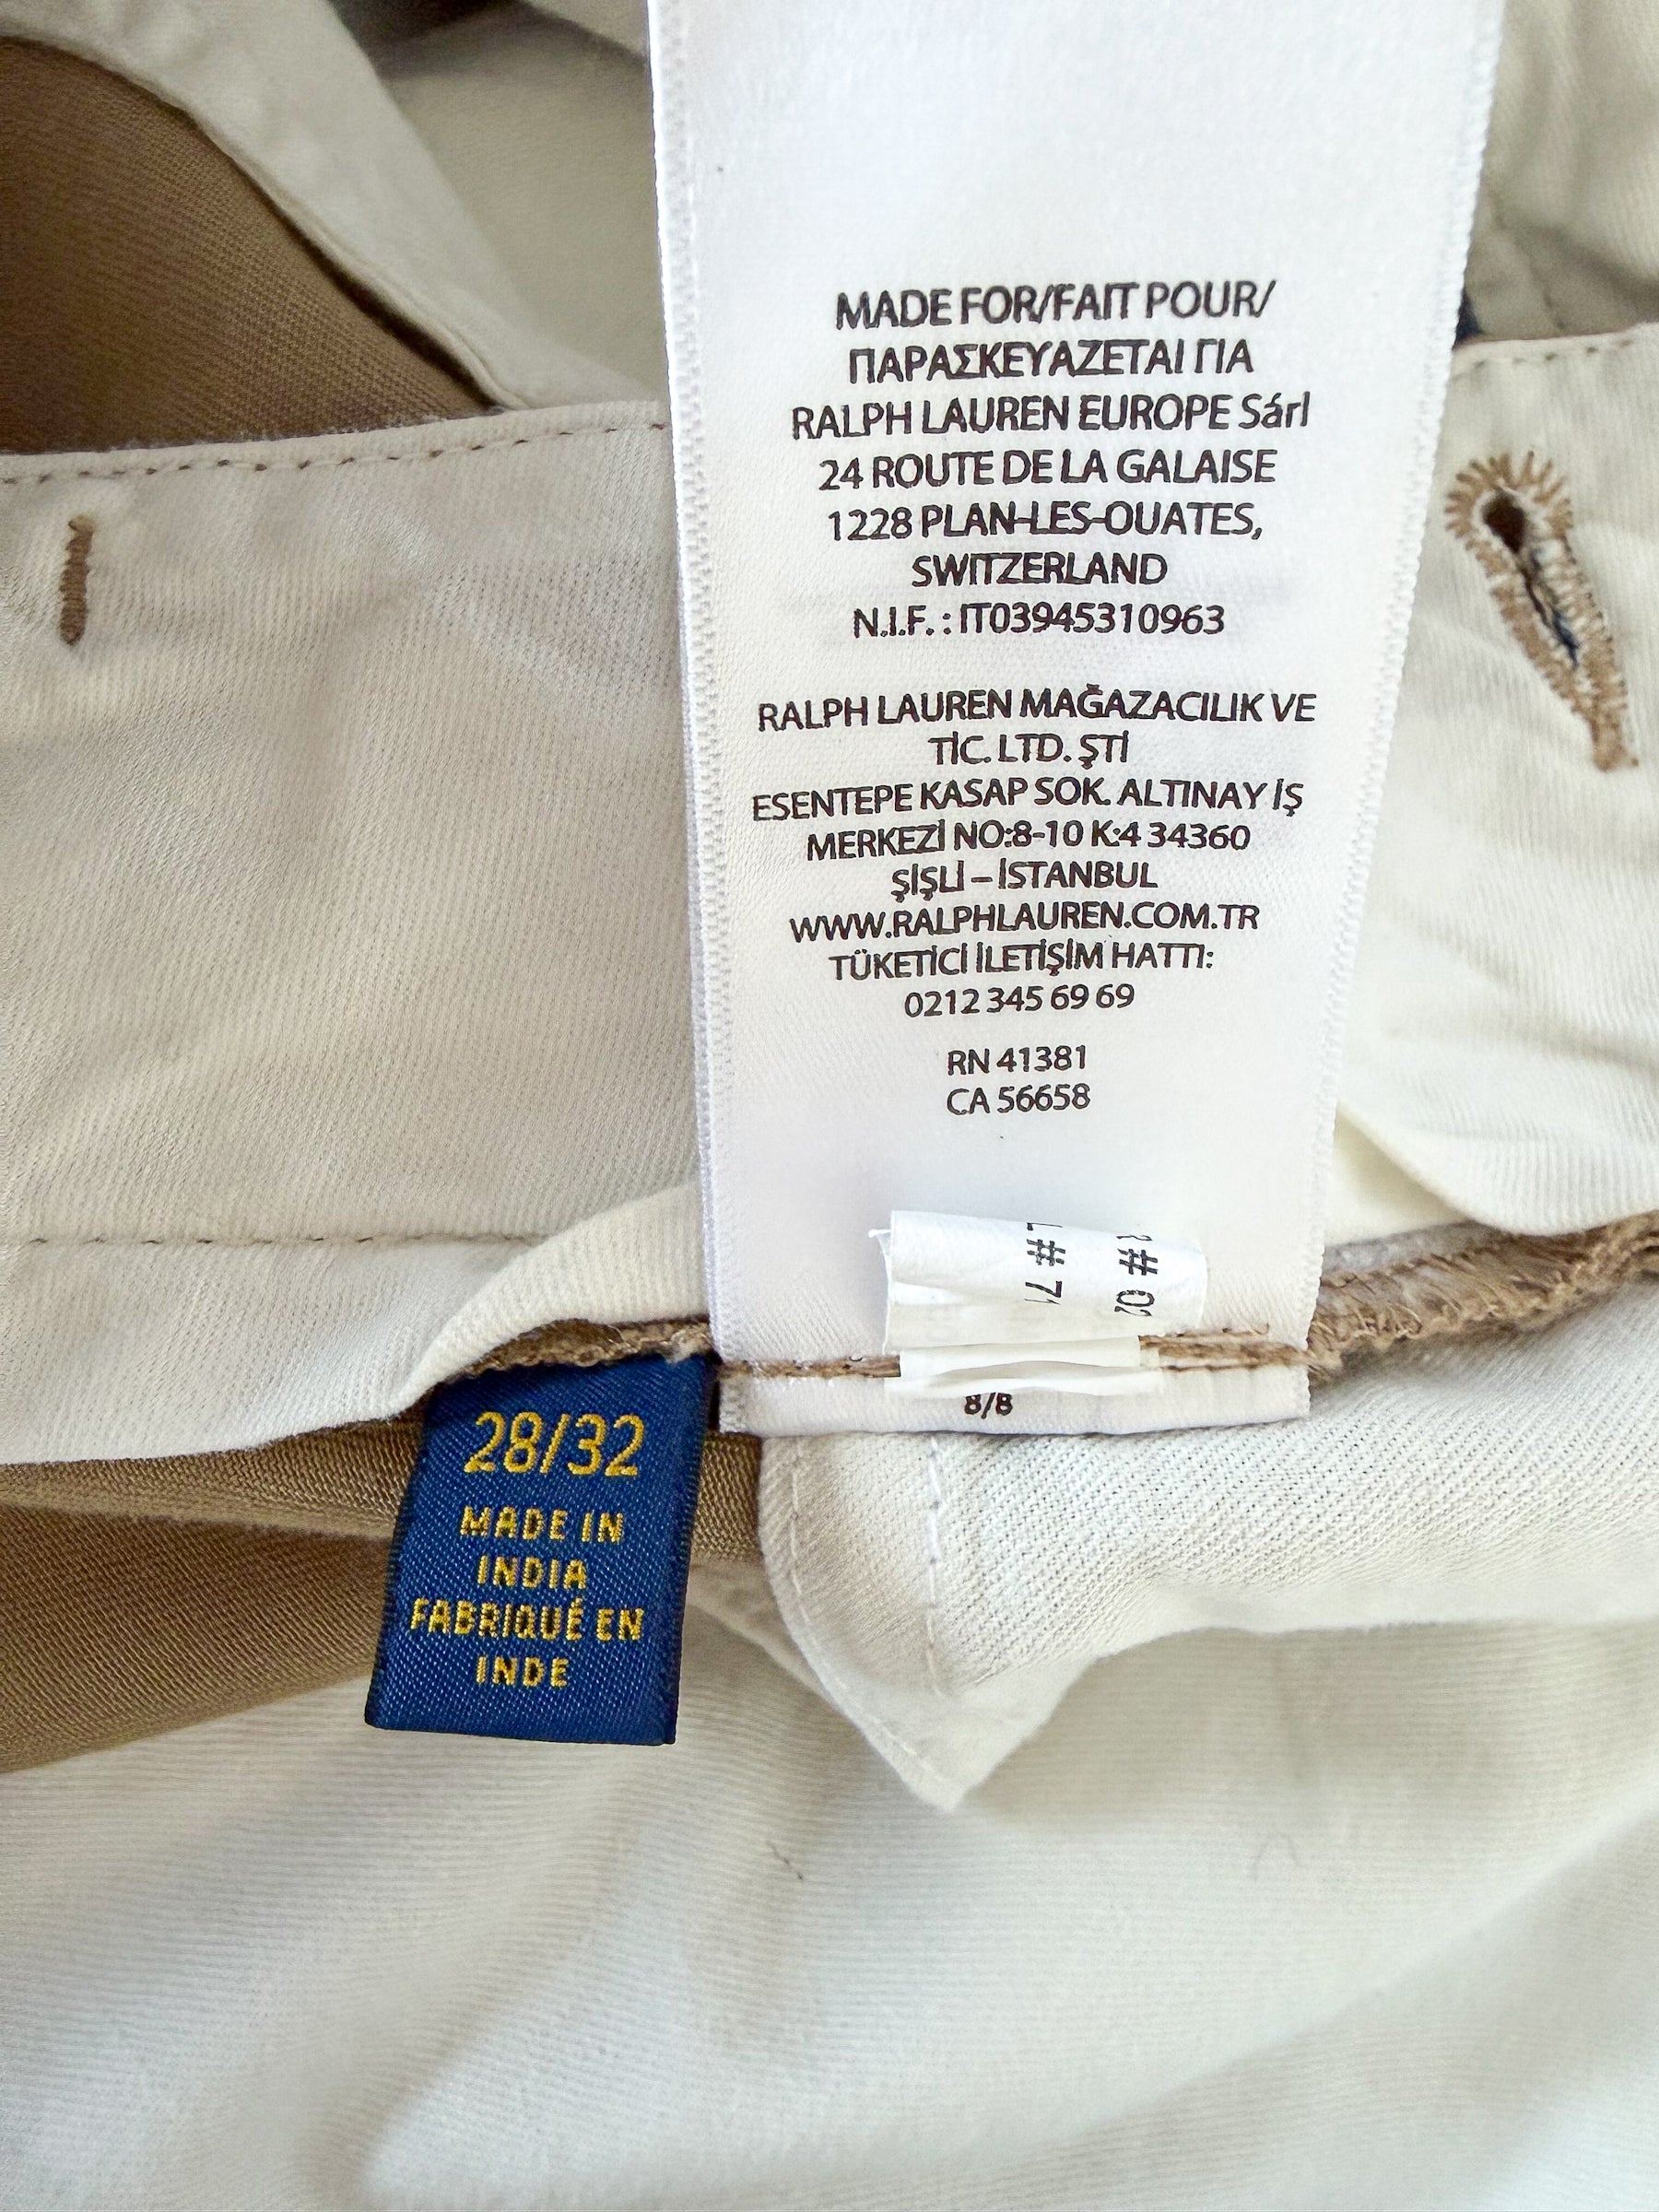 MADE FOR/FAIT POUR/
ΠΑΡΑΣΚΕΥΑΖΕΤΑΙ ΓΙΑ
RALPH LAUREN EUROPE Sárl
24 ROUTE DE LA GALAISE
1228 PLAN-LES-OUATES,
SWITZERLAND
N.I.F. : IT03945310963
RALPH LAUREN MAĞAZACILIK VE
TİC. LTD. ŞTİ
ESENTEPE KASAP SOK. ALTINAY İŞ
MERKEZİ NO:8-10 K:4 34360
ŞİŞLİ – İSTANBUL
WWW.RALPHLAUREN.COM.TR
TÜKETİCİ İLETİŞİM HATTI:
0212 345 69 69
RN 41381
CA 56658
8/8
28/32
MADE IN
INDIA
FABRIQUÉ EN
INDE